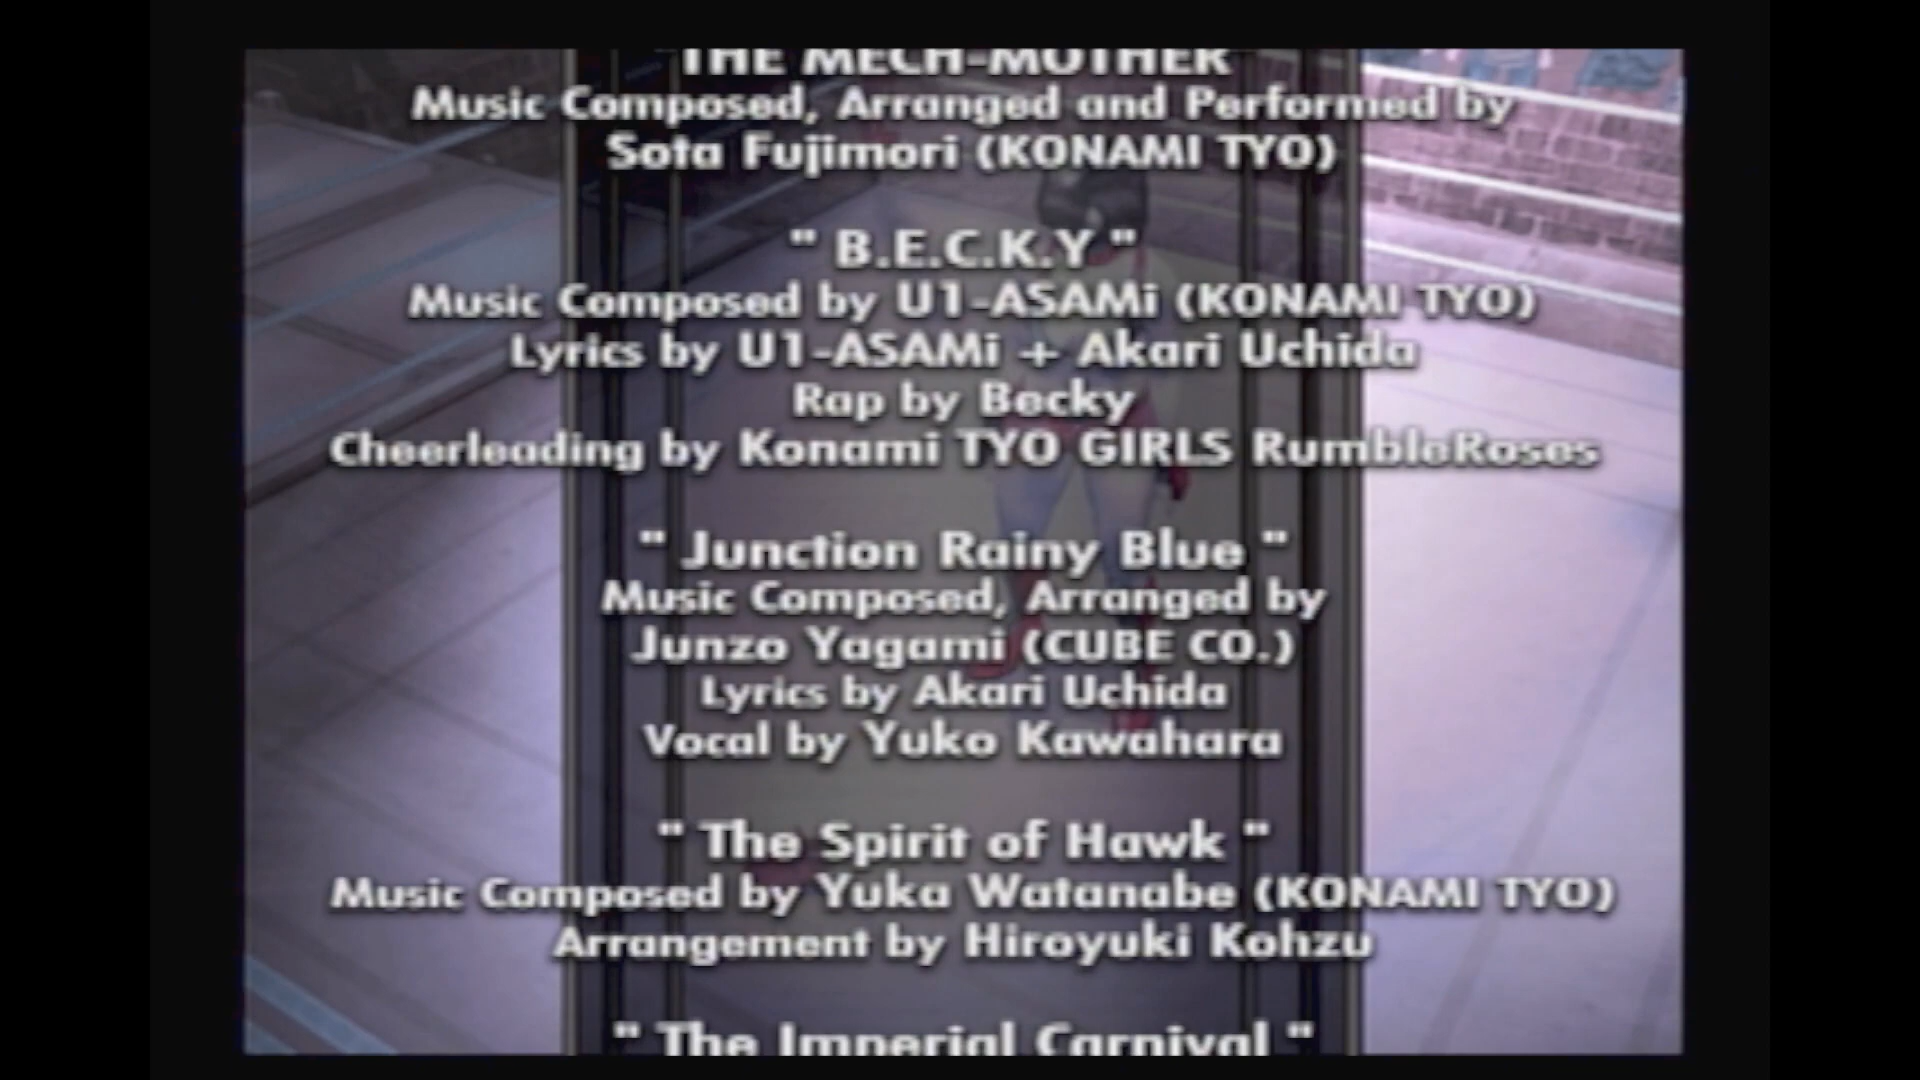 THE MECH-MOTHER
Music Composed, Arranged and Performed by
Sota Fujimori (KONAMI TYO)
" B.E.C.K.Y "
Music Composed by U1-ASAMi (KONAMI TYO)
Lyrics by U1-ASAMi + Akari Uchida
Rap by Becky
Cheerleading by Konami TYO GIRLS RumbleRoses
" Junction Rainy Blue "
Music Composed, Arranged by
Junzo Yagami (CUBE CO.)
Lyrics by Akari Uchida
Vocal by Yuko Kawahara
" The Spirit of Hawk "
Music Composed by Yuka Watanabe (KONAMI TYO)
Arrangement by Hiroyuki Kohzu
" The Imperial Carnival "